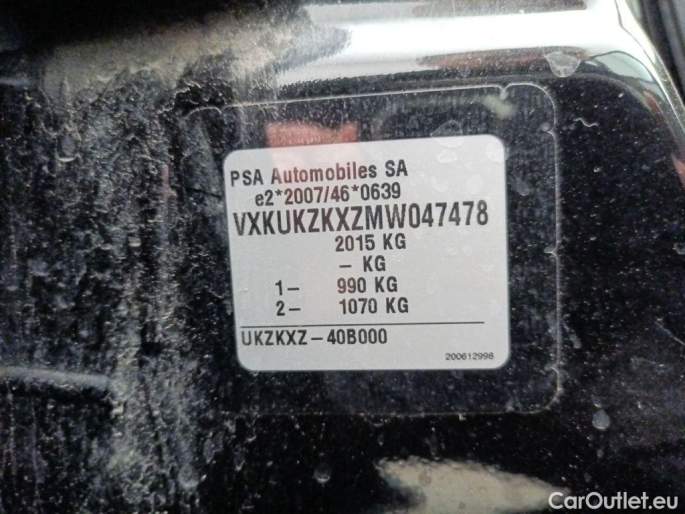 PSA Automobiles SA
e2*2007/46*0639
VXKUKZKXZMW047478
2015 KG
- KG
1- 990 KG
2- 1070 KG
UKZKXZ-40B000
200612998
CarOutlet.eu